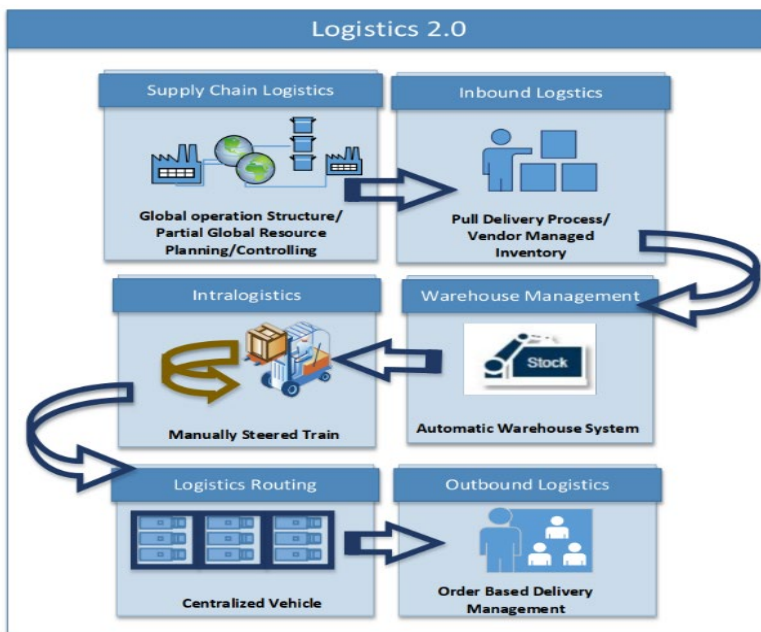 Logistics 2.0
Supply Chain Logistics
Global operation Structure/
Partial Global Resource
Planning/Controlling
Inbound Logstics
Pull Delivery Process/
Vendor Managed
Inventory
Warehouse Management
Stock
Automatic Warehouse System
Intralogistics
Manually Steered Train
Logistics Routing
Centralized Vehicle
Outbound Logistics
Order Based Delivery
Management